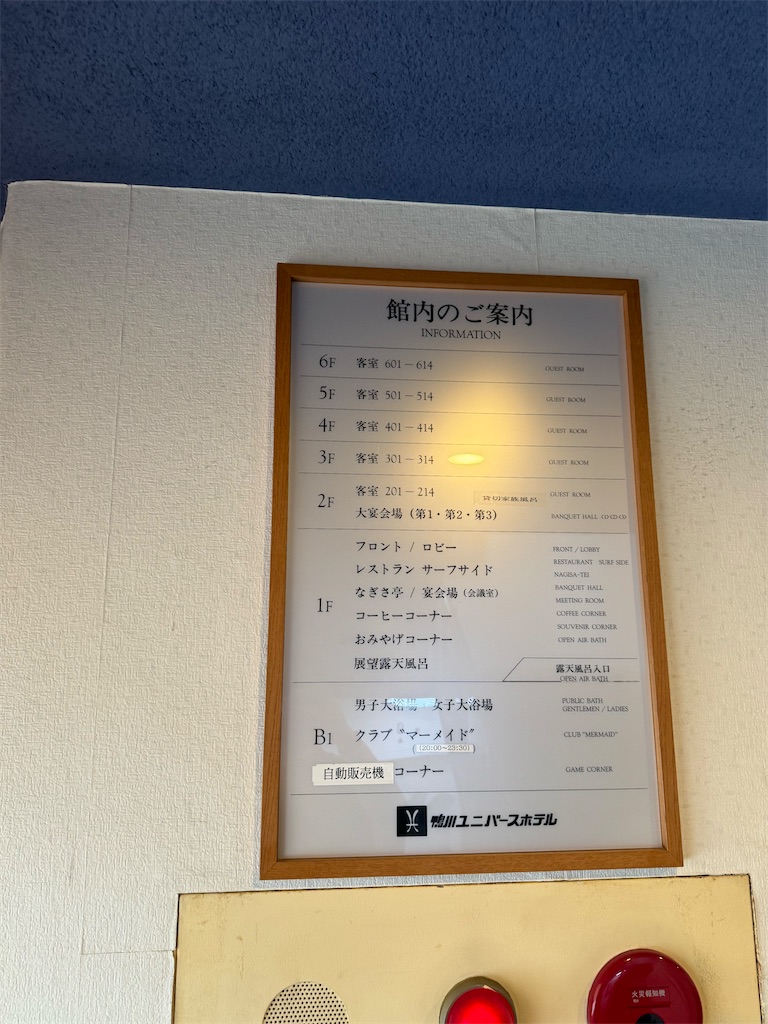 館内のご案内
INFORMATION
6F 客室 601－614 GUEST ROOM
5F 客室 501－514 GUEST ROOM
4F 客室 401－414 GUEST ROOM
3F 客室 301－314 GUEST ROOM
2F 客室 201－214 貸切家族風呂 GUEST ROOM
大宴会場（第1・第2・第3） BANQUET HALL (1)(2)(3)
1F
フロント / ロビー FRONT / LOBBY
レストラン サーフサイド RESTAURANT SURF SIDE
NAGISA-TEI
なぎさ亭 / 宴会場（会議室） BANQUET HALL
MEETING ROOM
コーヒーコーナー COFFEE CORNER
SOUVENIR CORNER
おみやげコーナー OPEN AIR BATH
展望露天風呂 露天風呂入口
OPEN AIR BATH
B1
男子大浴場 女子大浴場 PUBLIC BATH
GENTLEMEN / LADIES
クラブ〝マーメイド〟 CLUB "MERMAID"
(20:00〜23:30)
自動販売機コーナー GAME CORNER
鴨川ユニバースホテル
火災報知機